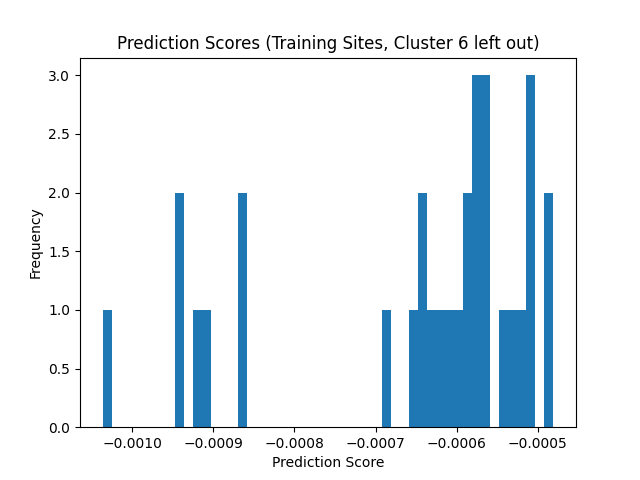 Prediction Scores (Training Sites, Cluster 6 left out)
3.0
2.5
2.0
1.5
1.0
0.5
0.0
Frequency
−0.0010 −0.0009 −0.0008 −0.0007 −0.0006 −0.0005
Prediction Score